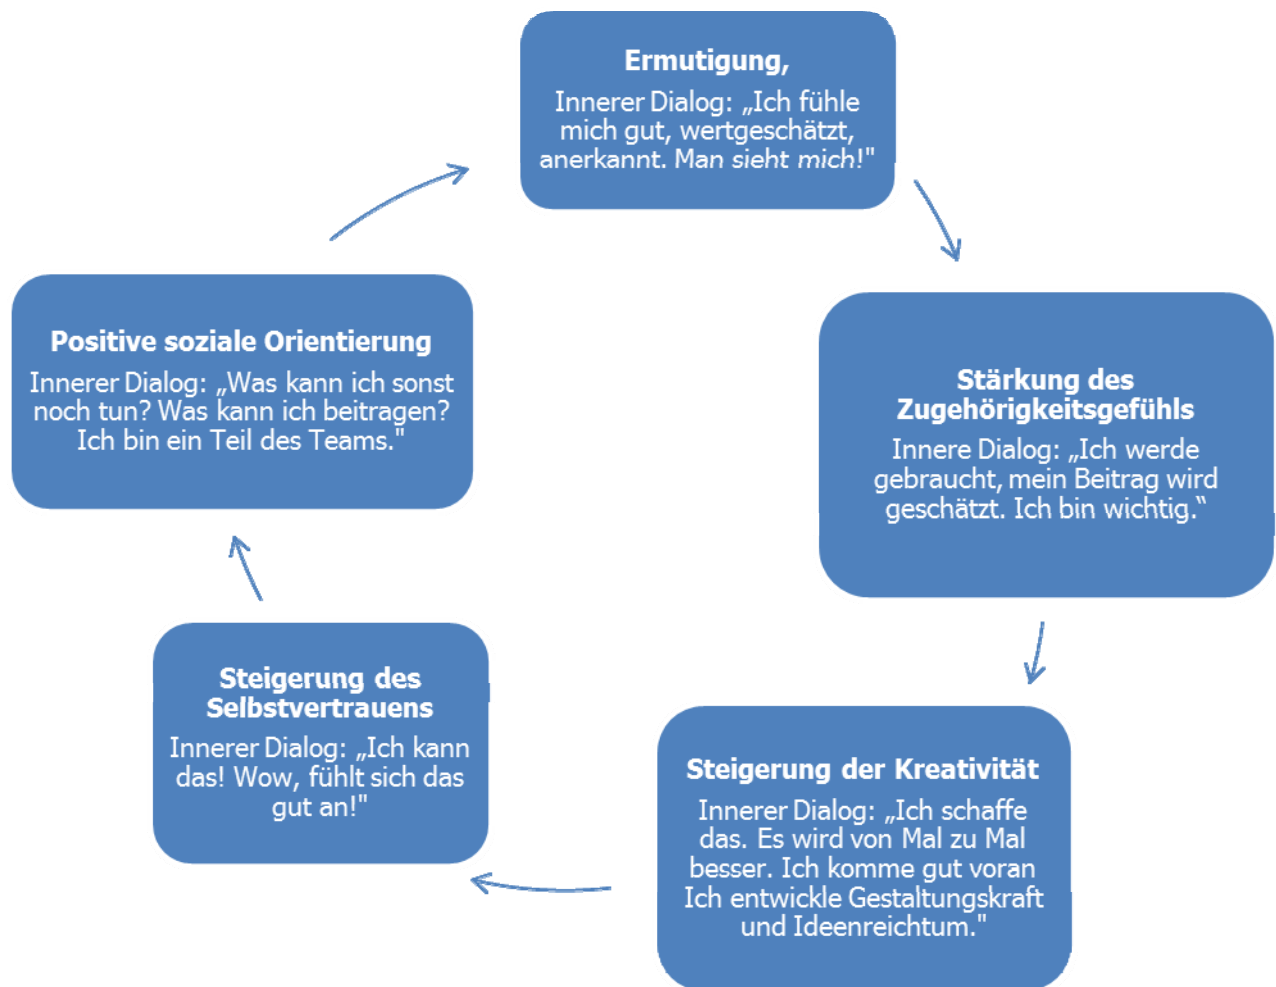 Ermutigung,
Innerer Dialog: „Ich fühle
mich gut, wertgeschätzt,
anerkannt. Man sieht mich!"
Stärkung des
Zugehörigkeitsgefühls
Innere Dialog: „Ich werde
gebraucht, mein Beitrag wird
geschätzt. Ich bin wichtig.“
Steigerung der Kreativität
Innerer Dialog: „Ich schaffe
das. Es wird von Mal zu Mal
besser. Ich komme gut voran
Ich entwickle Gestaltungskraft
und Ideenreichtum."
Steigerung des
Selbstvertrauens
Innerer Dialog: „Ich kann
das! Wow, fühlt sich das
gut an!"
Positive soziale Orientierung
Innerer Dialog: „Was kann ich sonst
noch tun? Was kann ich beitragen?
Ich bin ein Teil des Teams."